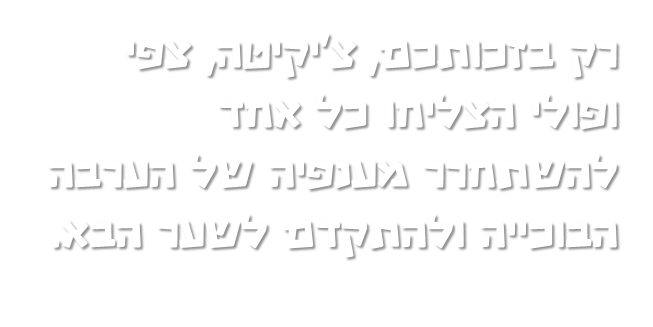 רק בזכותכם, צ'יקיטה, צפי
ופולי הצליחו כל אחד
להשתחרר מענפיה של הערבה
הבוכייה ולהתקדם לשער הבא.